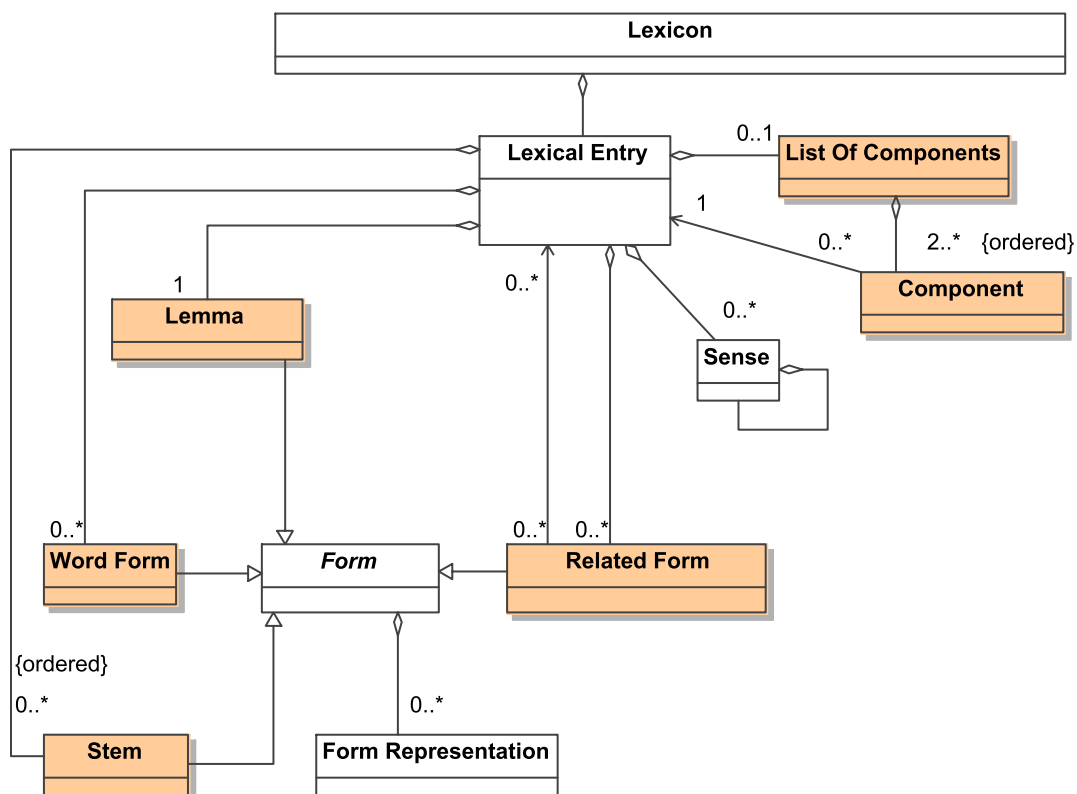 Lexicon
0..1
Lexical Entry
List Of Components
1
0..*
2..*
{ordered}
0..*
1
Component
0..*
Lemma
Sense
0..*
0..*
0..*
Word Form
Form
Related Form
{ordered}
0..*
0..*
Stem
Form Representation